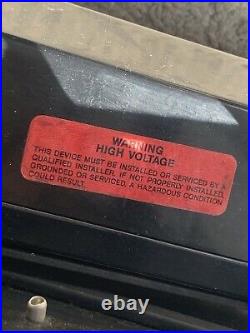 WARNING
HIGH VOLTAGE
THIS DEVICE MUST BE INSTALLED OR SERVICED BY A
QUALIFIED INSTALLER. IF NOT PROPERLY INSTALLED,
GROUNDED OR SERVICED, A HAZARDOUS CONDITION
COULD RESULT.